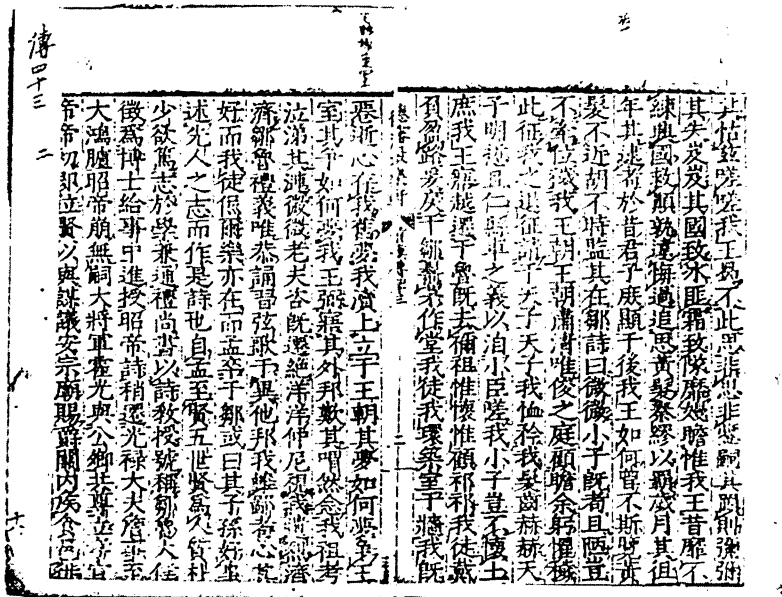 其怙茲嗟嗟我王曷不此思非思非鑒嗣其罔則彌彌
其失岌岌其國致冰匪霜致墜靡嫚瞻惟我王昔靡不
練興國救顛孰違悔過追思黃髮秦繆以霸歲月其徂
年其逮耇於昔君子庶顯于後我王如何曾不斯覽黃
髮不近胡不時監其在鄒詩曰微微小子既耇且陋豈
不牽位穢我王朝王朝肅清唯俊之庭顧瞻余躬懼穢
此征我之退征請于天子天子我恤矜我髮齒赫赫天
子明悊且仁縣車之義以洎小臣嗟我小子豈不懷土
庶我王寤越遷于魯既去禰祖惟懷惟顧祁祁我徒戴
負盈路爰戾于鄒鬋茅作堂我徒我環築室于牆我既
二
逝心存我舊夢我瀆上立于王朝其夢如何夢爭王
室其爭如何夢我王弼寤其外邦歎其喟然念我祖考
泣涕其漣微微老夫咨既遷絕洋洋仲尼視我遺烈濟
濟鄒魯禮義唯恭誦習弦歌于異他邦我雖鄙耇心其
好而我徒侃爾樂亦在而孟卒于鄒或曰其子孫好事
述先人之志而作是詩也自孟至賢五世賢為人質朴
少欲篤志於學兼通禮尚書以詩教授號稱鄒魯大儒
徵為博士給事中進授昭帝詩稍遷光祿大夫詹事至
大鴻臚昭帝崩無嗣大將軍霍光與公卿共尊立孝宣
帝帝初即位賢以與謀議安宗廟賜爵關內侯食邑
傳四十三
二